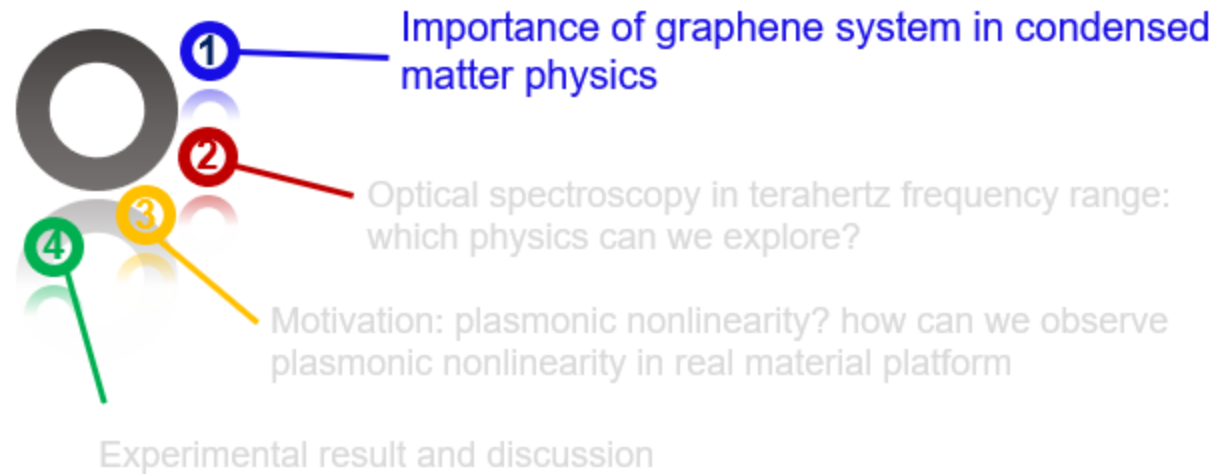 1
Importance of graphene system in condensed
matter physics
2
Optical spectroscopy in terahertz frequency range:
which physics can we explore?
3
Motivation: plasmonic nonlinearity? how can we observe
plasmonic nonlinearity in real material platform
4
Experimental result and discussion